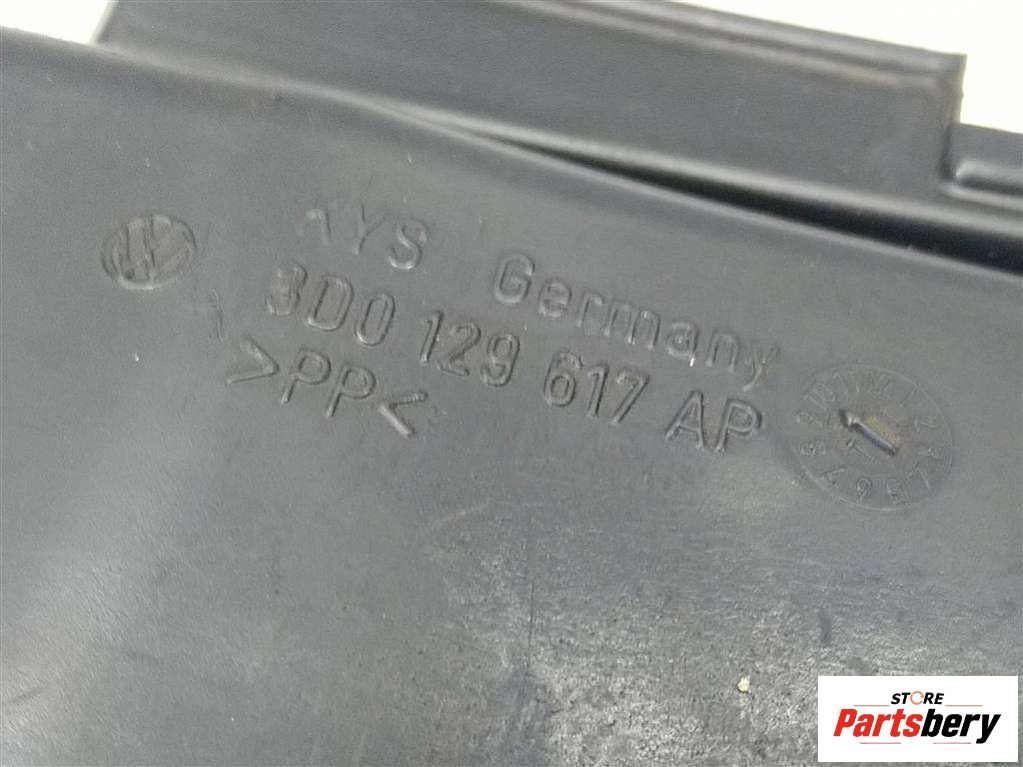 AYS Germany
3D0 129 617 AP
>PP<
STORE
Partsbery